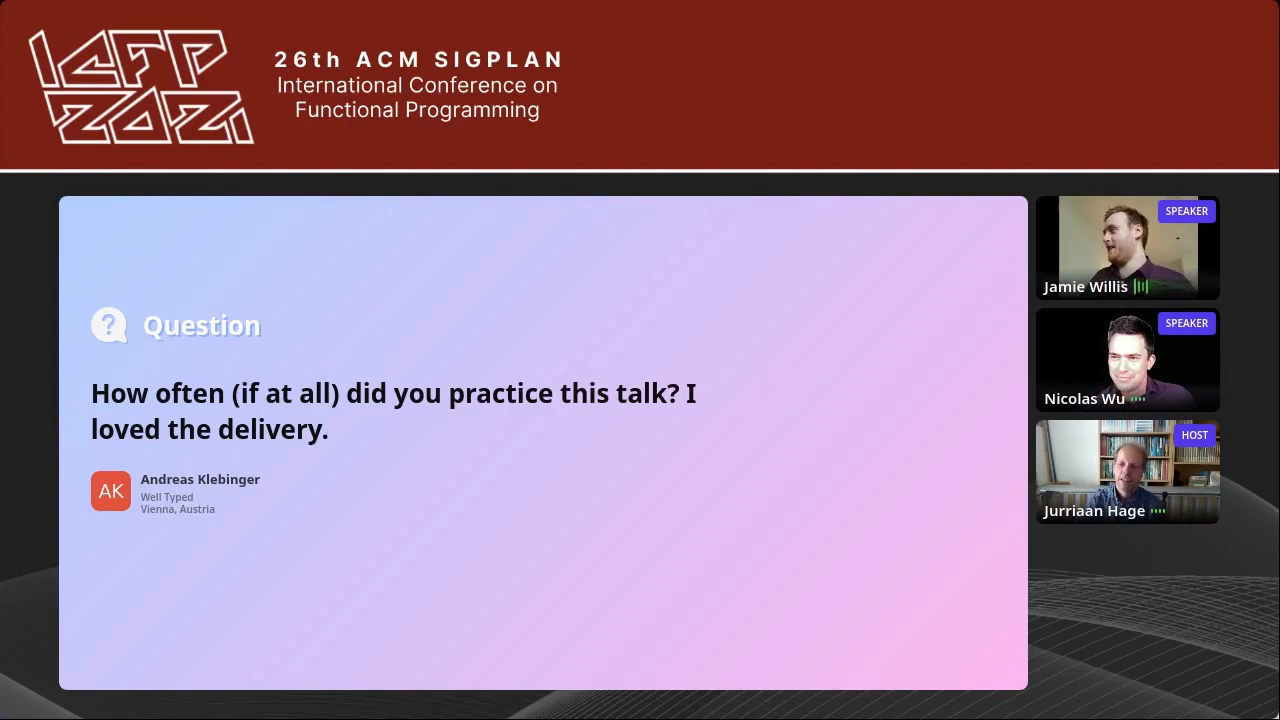 ICFP
2021
26th ACM SIGPLAN
International Conference on
Functional Programming
Question
How often (if at all) did you practice this talk? I
loved the delivery.
AK
Andreas Klebinger
Well Typed
Vienna, Austria
SPEAKER
Jamie Willis
SPEAKER
Nicolas Wu
HOST
Jurriaan Hage